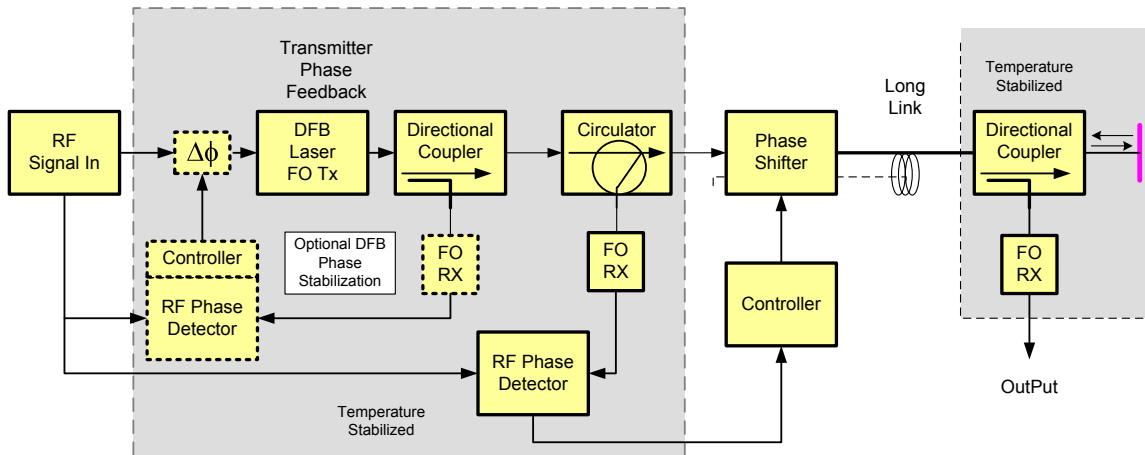 Transmitter
Phase
Feedback
RF
Signal In
Δϕ
DFB
Laser
FO Tx
Directional
Coupler
Circulator
Phase
Shifter
Long
Link
Temperature
Stabilized
Directional
Coupler
Controller
RF Phase
Detector
Optional DFB
Phase
Stabilization
FO
RX
FO
RX
Controller
FO
RX
RF Phase
Detector
Temperature
Stabilized
OutPut